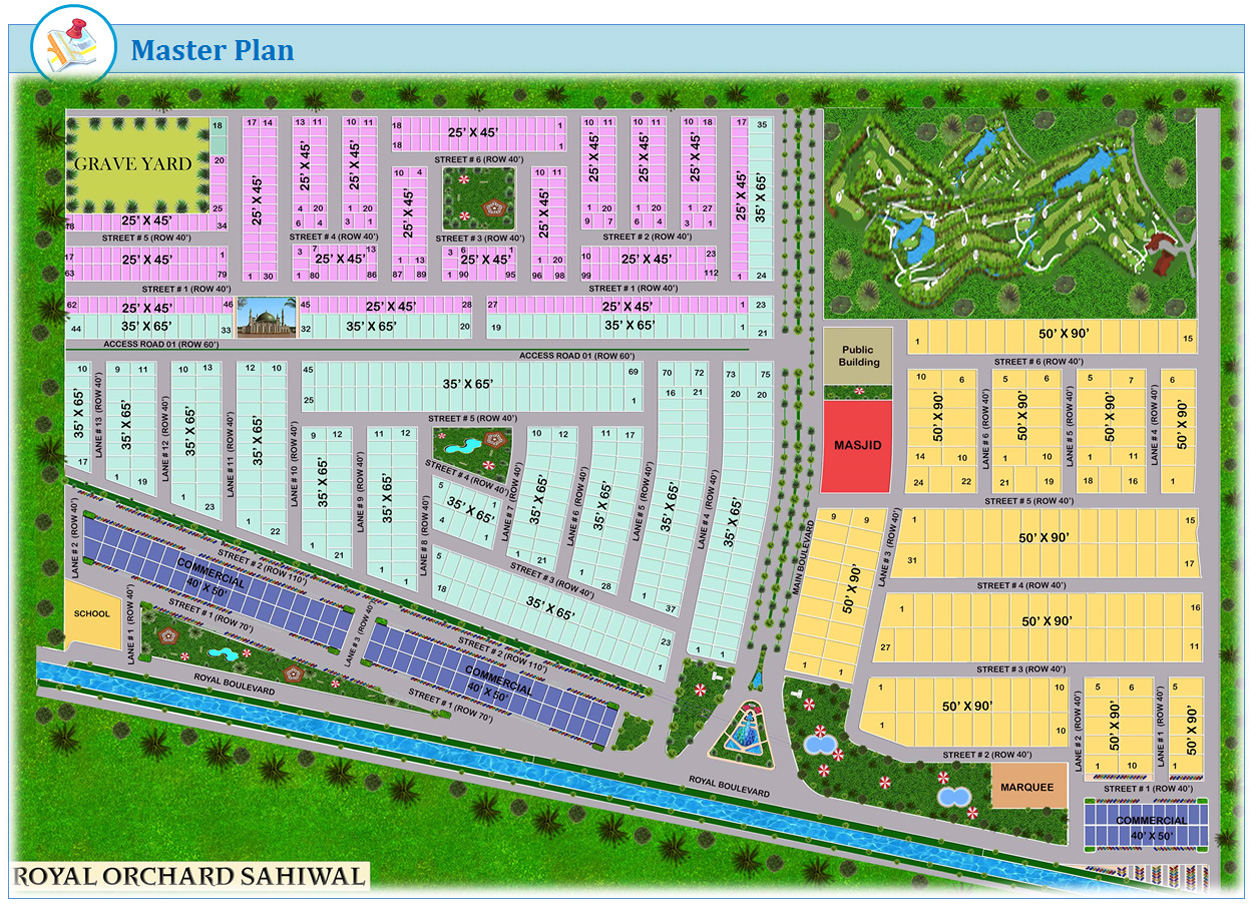 Master Plan
GRAVE YARD
18
20
25
34
78
25' X 45'
STREET # 5 (ROW 40')
17
1
63
79
25' X 45'
STREET # 1 (ROW 40')
17 14
25' X 45'
1 30
13 11
25' X 45'
4 20
6 4
10 11
25' X 45'
1 20
3 1
STREET # 4 (ROW 40')
3 7 13
25' X 45'
1 80 86
18 1
25' X 45'
18 1
STREET # 6 (ROW 40')
10 4
25' X 45'
1 13
87 89
STREET # 3 (ROW 40')
3 6
25' X 45'
1 90 95
10 11
25' X 45'
1 20
96 98
10 11
25' X 45'
1 20
9 7
10 11
25' X 45'
1 20
6 4
10 18
25' X 45'
1 27
3 1
STREET # 2 (ROW 40')
10 23
25' X 45'
99 112
STREET # 1 (ROW 40')
17 35
25' X 45'
35' X 65'
1 24
62 25' X 45' 46
44 35' X 65' 33
45 25' X 45' 28
32 35' X 65' 20
27 25' X 45' 1 23
19 35' X 65' 1 21
ACCESS ROAD 01 (ROW 60')
ACCESS ROAD 01 (ROW 60')
10
35' X 65'
17
LANE # 13 (ROW 40')
9 11
35' X 65'
1 19
LANE # 12 (ROW 40')
10 13
35' X 65'
1 23
LANE # 11 (ROW 40')
12 10
35' X 65'
1 22
LANE # 10 (ROW 40')
45 69
35' X 65'
25 1
STREET # 5 (ROW 40')
9 12
35' X 65'
1 21
LANE # 9 (ROW 40')
11 12
35' X 65'
1 1
LANE # 8 (ROW 40')
STREET # 4 (ROW 40')
5 1
35' X 65'
4 1
LANE # 7 (ROW 40')
10 12
35' X 65'
1 21
LANE # 6 (ROW 40')
11 17
35' X 65'
1 28
LANE # 5 (ROW 40')
70 72
16 21
35' X 65'
1 37
LANE # 4 (ROW 40')
73 75
20 20
35' X 65'
1 1
STREET # 3 (ROW 40')
5 23
35' X 65'
18 1
MAIN BOULEVARD
Public
Building
MASJID
1 50' X 90' 15
STREET # 6 (ROW 40')
10 6
50' X 90'
14 10
24 22
LANE # 6 (ROW 40')
5 6
50' X 90'
1 10
21 19
LANE # 5 (ROW 40')
5 7
50' X 90'
1 11
18 16
LANE # 4 (ROW 40')
6
50' X 90'
1
STREET # 5 (ROW 40')
9 9
50' X 90'
1 1
LANE # 3 (ROW 40')
1 15
50' X 90'
31 17
STREET # 4 (ROW 40')
1 16
50' X 90'
27 11
STREET # 3 (ROW 40')
1 10
50' X 90'
1 10
STREET # 2 (ROW 40')
LANE # 2 (ROW 40')
5 6
50' X 90'
1 10
LANE # 1 (ROW 40')
5
50' X 90'
1
STREET # 1 (ROW 40')
MARQUEE
COMMERCIAL
40' X 50'
LANE # 2 (ROW 40')
STREET # 2 (ROW 110')
COMMERCIAL
40' X 50'
SCHOOL
LANE # 1 (ROW 40')
STREET # 1 (ROW 70')
LANE # 3 (ROW 40')
STREET # 2 (ROW 110')
COMMERCIAL
40' X 50'
STREET # 1 (ROW 70')
ROYAL BOULEVARD
ROYAL BOULEVARD
ROYAL ORCHARD SAHIWAL